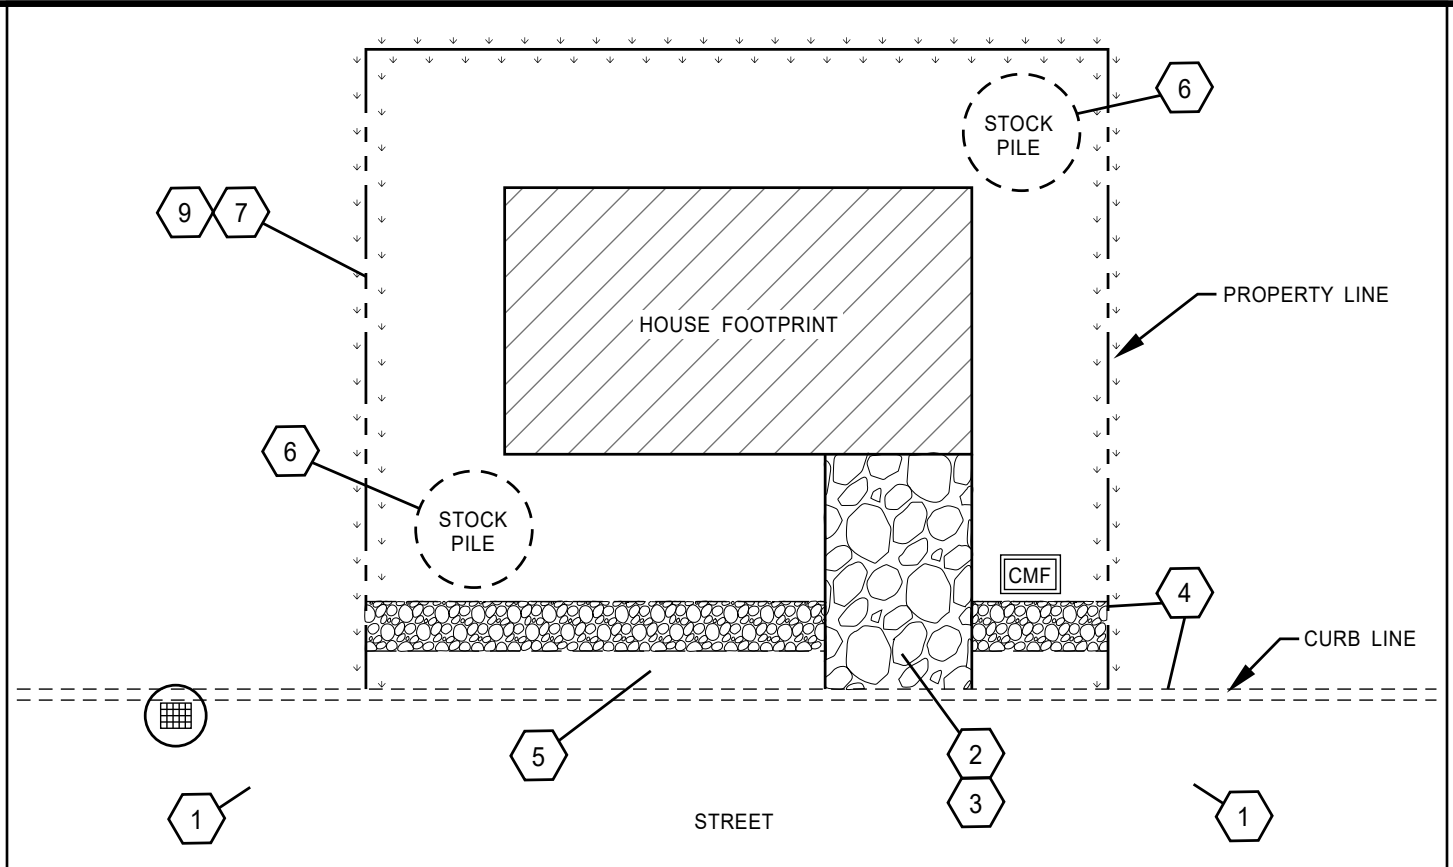 6
STOCK
PILE
9
7
PROPERTY LINE
HOUSE FOOTPRINT
6
STOCK
PILE
CMF
4
CURB LINE
5
2
3
1
STREET
1